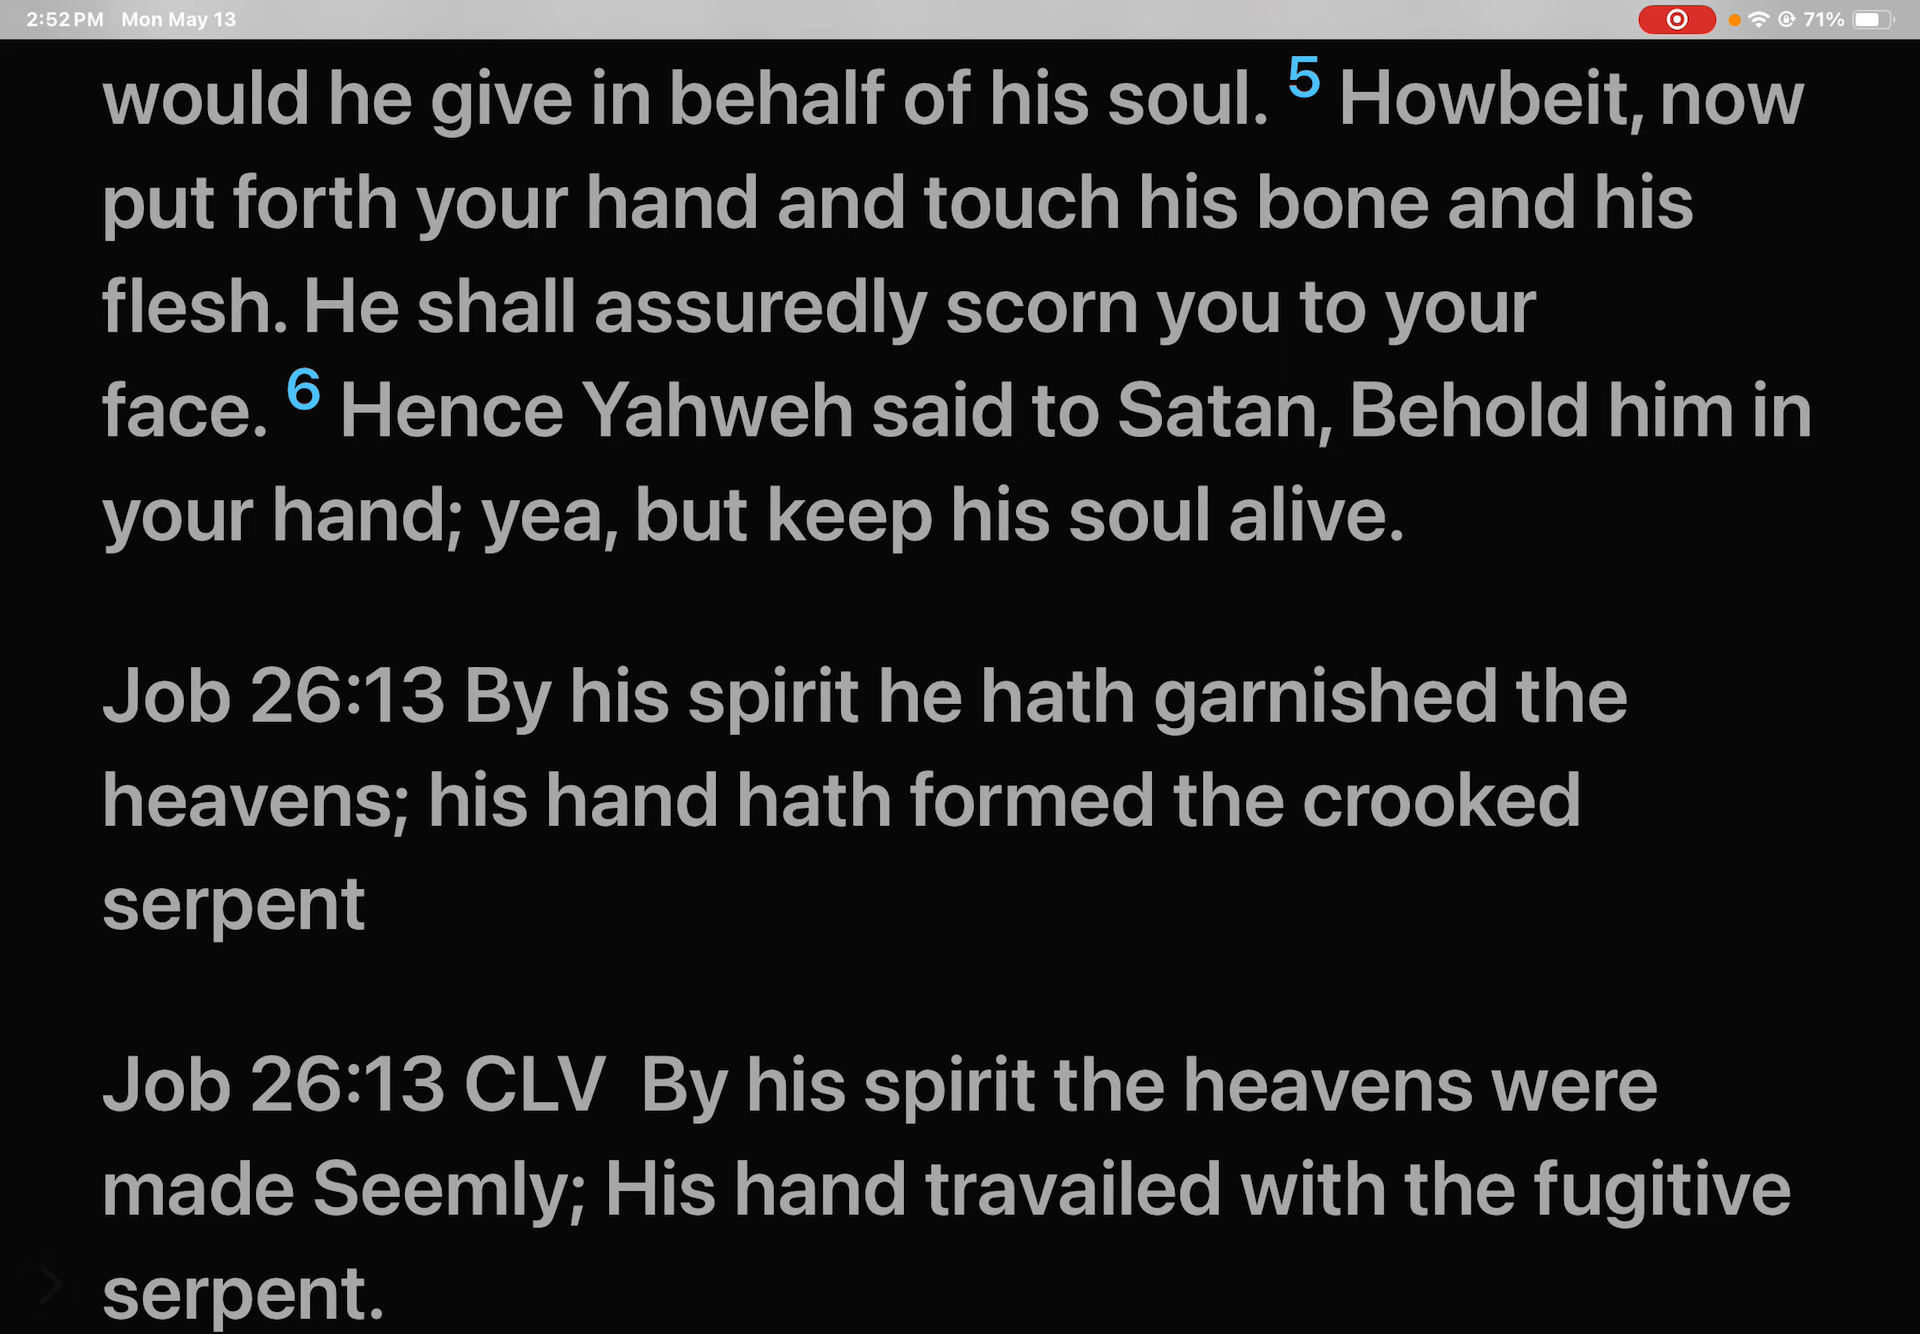 2:52 PM Mon May 13 71%
would he give in behalf of his soul. 5 Howbeit, now
put forth your hand and touch his bone and his
flesh. He shall assuredly scorn you to your
face. 6 Hence Yahweh said to Satan, Behold him in
your hand; yea, but keep his soul alive.
Job 26:13 By his spirit he hath garnished the
heavens; his hand hath formed the crooked
serpent
Job 26:13 CLV By his spirit the heavens were
made Seemly; His hand travailed with the fugitive
serpent.